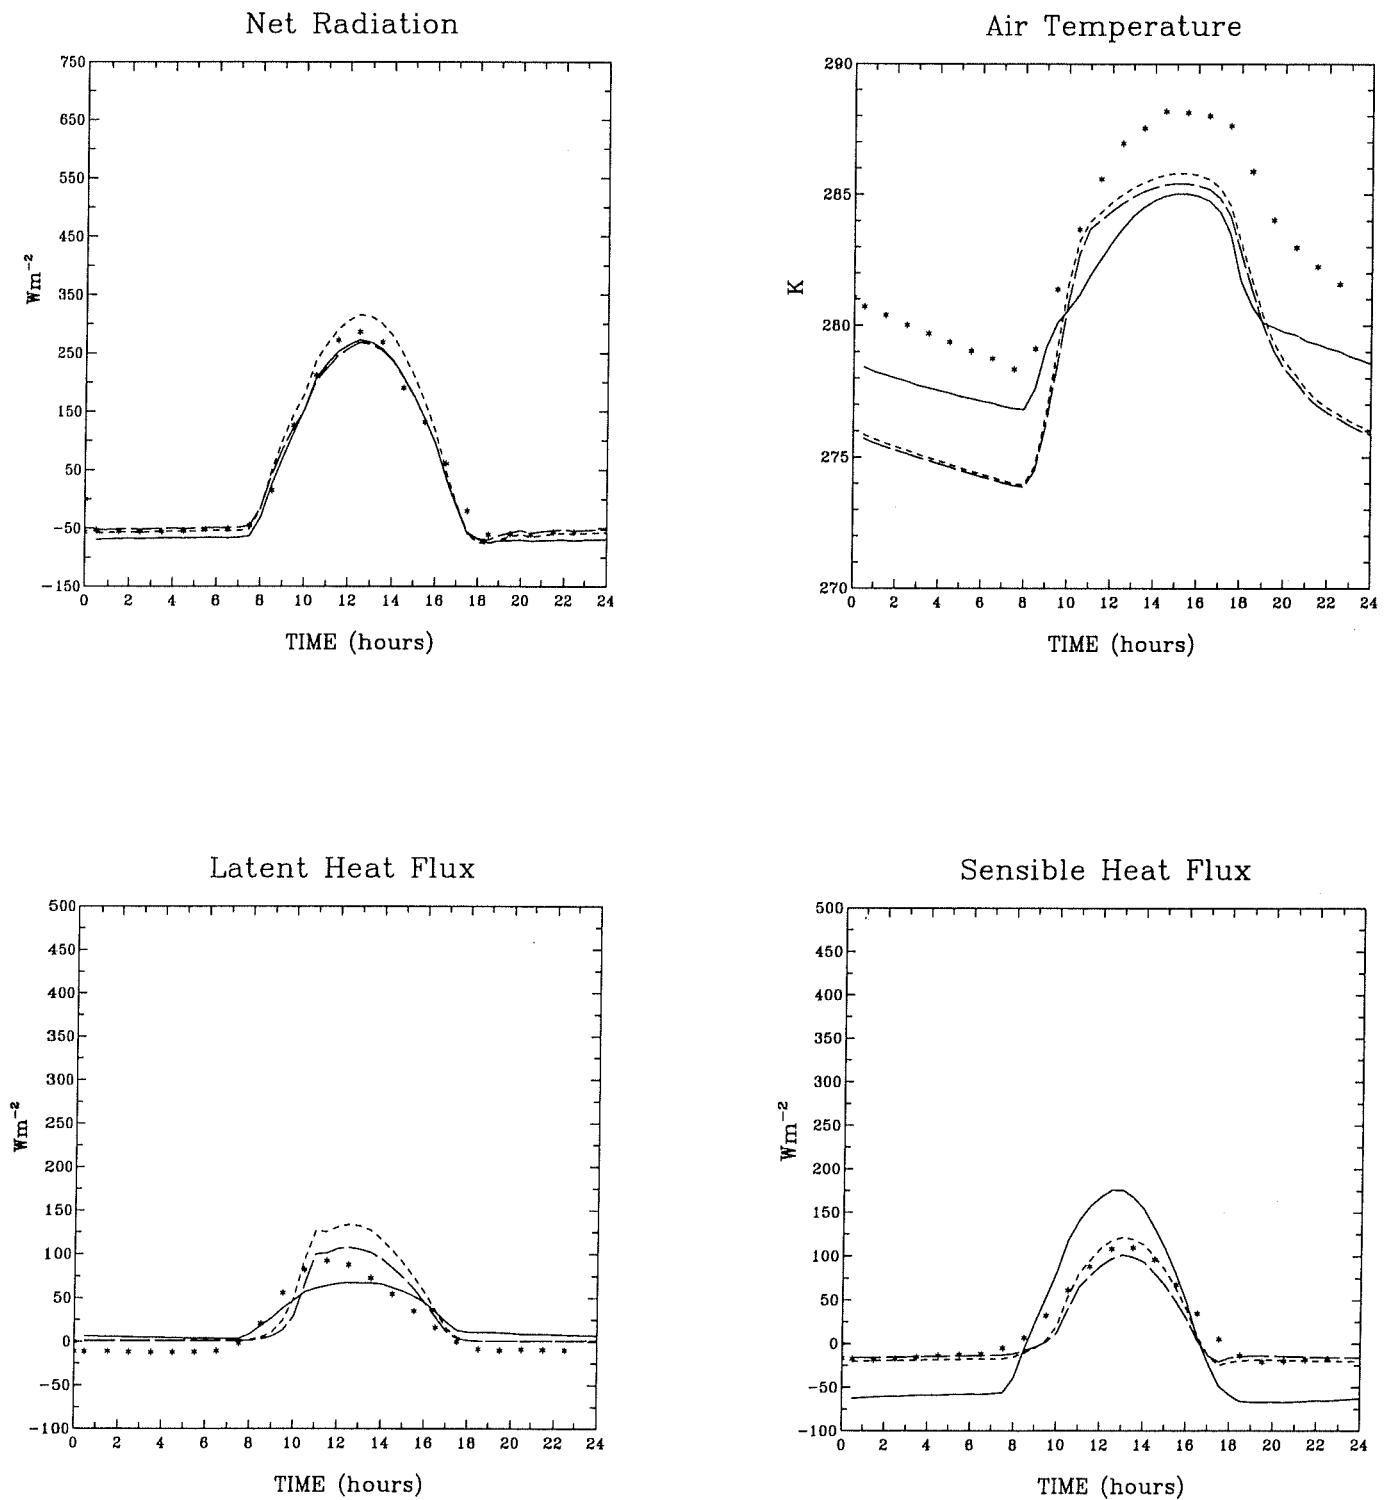 Net Radiation
750
650
550
450
350
250
150
50
−50
−150
Wm−2
0 2 4 6 8 10 12 14 16 18 20 22 24
TIME (hours)
Air Temperature
290
285
280
275
270
K
0 2 4 6 8 10 12 14 16 18 20 22 24
TIME (hours)
Latent Heat Flux
500
450
400
350
300
250
200
150
100
50
0
−50
−100
Wm−2
0 2 4 6 8 10 12 14 16 18 20 22 24
TIME (hours)
Sensible Heat Flux
500
450
400
350
300
250
200
150
100
50
0
−50
−100
Wm−2
0 2 4 6 8 10 12 14 16 18 20 22 24
TIME (hours)